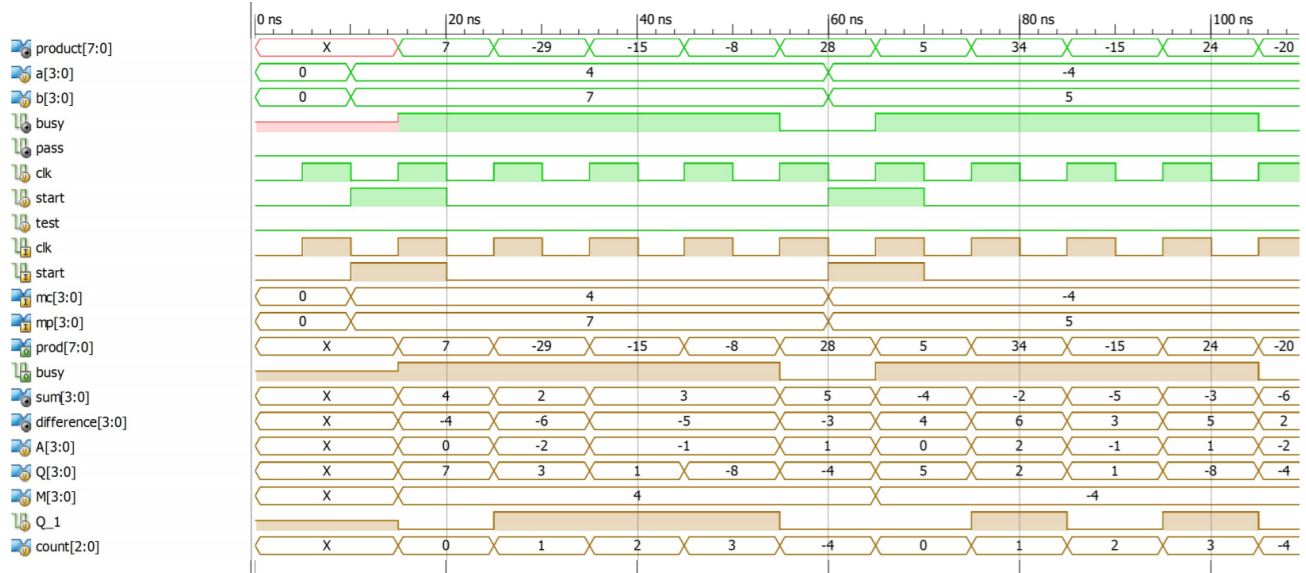 0 ns 20 ns 40 ns 60 ns 80 ns 100 ns
product[7:0] X 7 -29 -15 -8 28 5 34 -15 24 -20
a[3:0] 0 4 -4
b[3:0] 0 7 5
busy
pass
clk
start
test
clk
start
mc[3:0] 0 4 -4
mp[3:0] 0 7 5
prod[7:0] X 7 -29 -15 -8 28 5 34 -15 24 -20
busy
sum[3:0] X 4 2 3 5 -4 -2 -5 -3 -6
difference[3:0] X -4 -6 -5 -3 4 6 3 5 2
A[3:0] X 0 -2 -1 1 0 2 -1 1 -2
Q[3:0] X 7 3 1 -8 -4 5 2 1 -8 -4
M[3:0] X 4 -4
Q_1
count[2:0] X 0 1 2 3 -4 0 1 2 3 -4